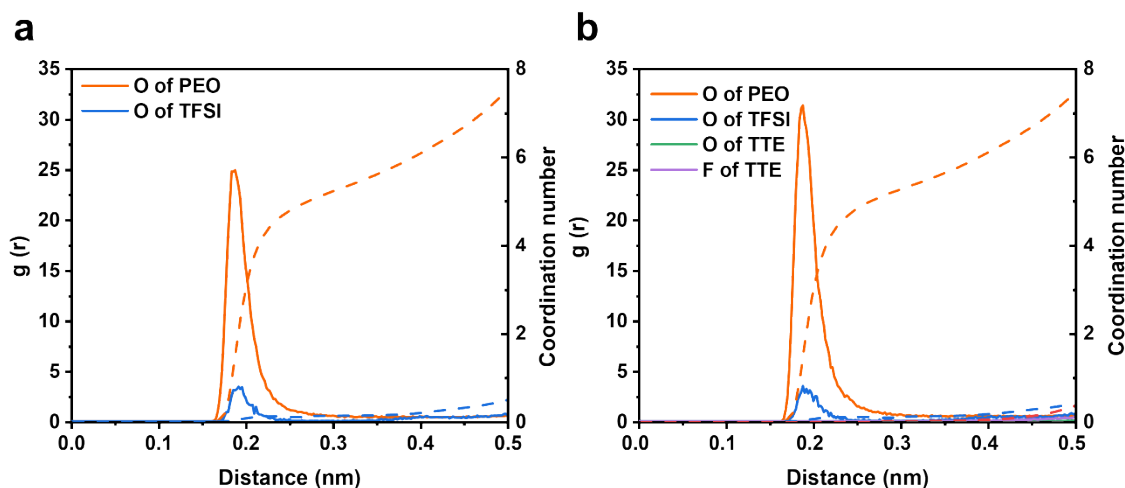 a
35
30
25
20
15
10
5
0
g (r)
O of PEO
O of TFSI
8
6
4
2
0
Coordination number
0.0 0.1 0.2 0.3 0.4 0.5
Distance (nm)
b
35
30
25
20
15
10
5
0
g (r)
O of PEO
O of TFSI
O of TTE
F of TTE
8
6
4
2
0
Coordination number
0.0 0.1 0.2 0.3 0.4 0.5
Distance (nm)